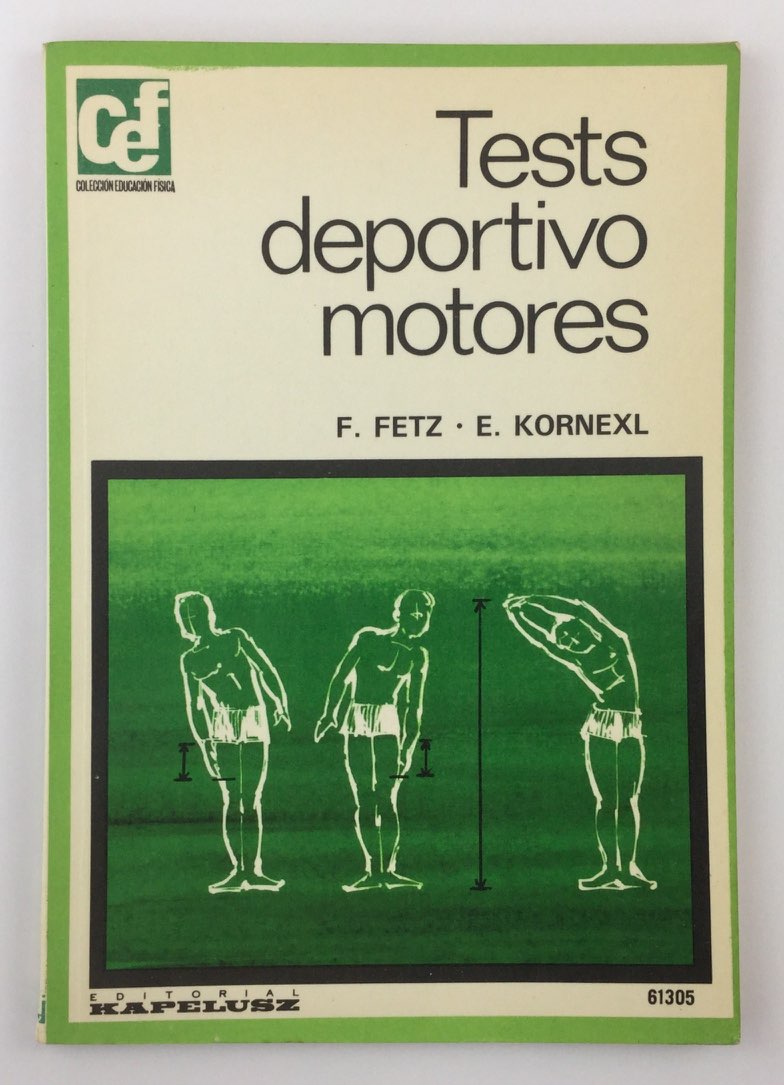 cef
COLECCIÓN EDUCACIÓN FÍSICA
Tests
deportivo
motores
F. FETZ · E. KORNEXL
EDITORIAL
KAPELUSZ
61305